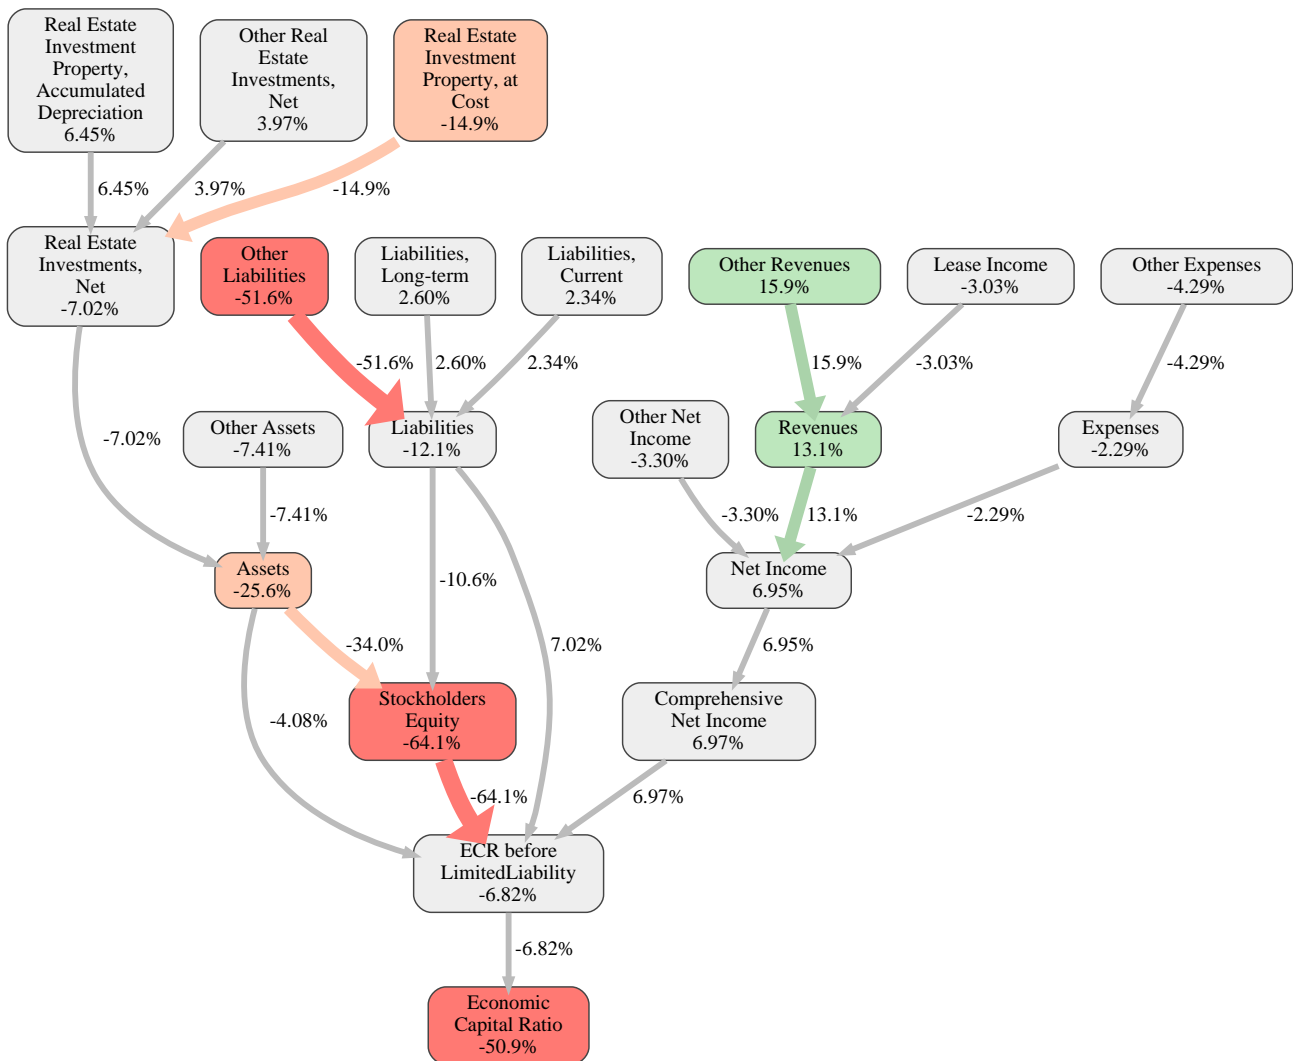 Real Estate
Investment
Property,
Accumulated
Depreciation
6.45%
Other Real
Estate
Investments,
Net
3.97%
Real Estate
Investment
Property, at
Cost
-14.9%
6.45%
3.97%
-14.9%
Real Estate
Investments,
Net
-7.02%
Other
Liabilities
-51.6%
Liabilities,
Long-term
2.60%
Liabilities,
Current
2.34%
Other Revenues
15.9%
Lease Income
-3.03%
Other Expenses
-4.29%
-51.6%
2.60%
2.34%
15.9%
-3.03%
-4.29%
-7.02%
Other Assets
-7.41%
Liabilities
-12.1%
Other Net
Income
-3.30%
Revenues
13.1%
Expenses
-2.29%
-7.41%
-10.6%
7.02%
-3.30%
13.1%
-2.29%
Assets
-25.6%
Net Income
6.95%
-34.0%
6.95%
-4.08%
Stockholders
Equity
-64.1%
Comprehensive
Net Income
6.97%
-64.1%
6.97%
ECR before
LimitedLiability
-6.82%
-6.82%
Economic
Capital Ratio
-50.9%